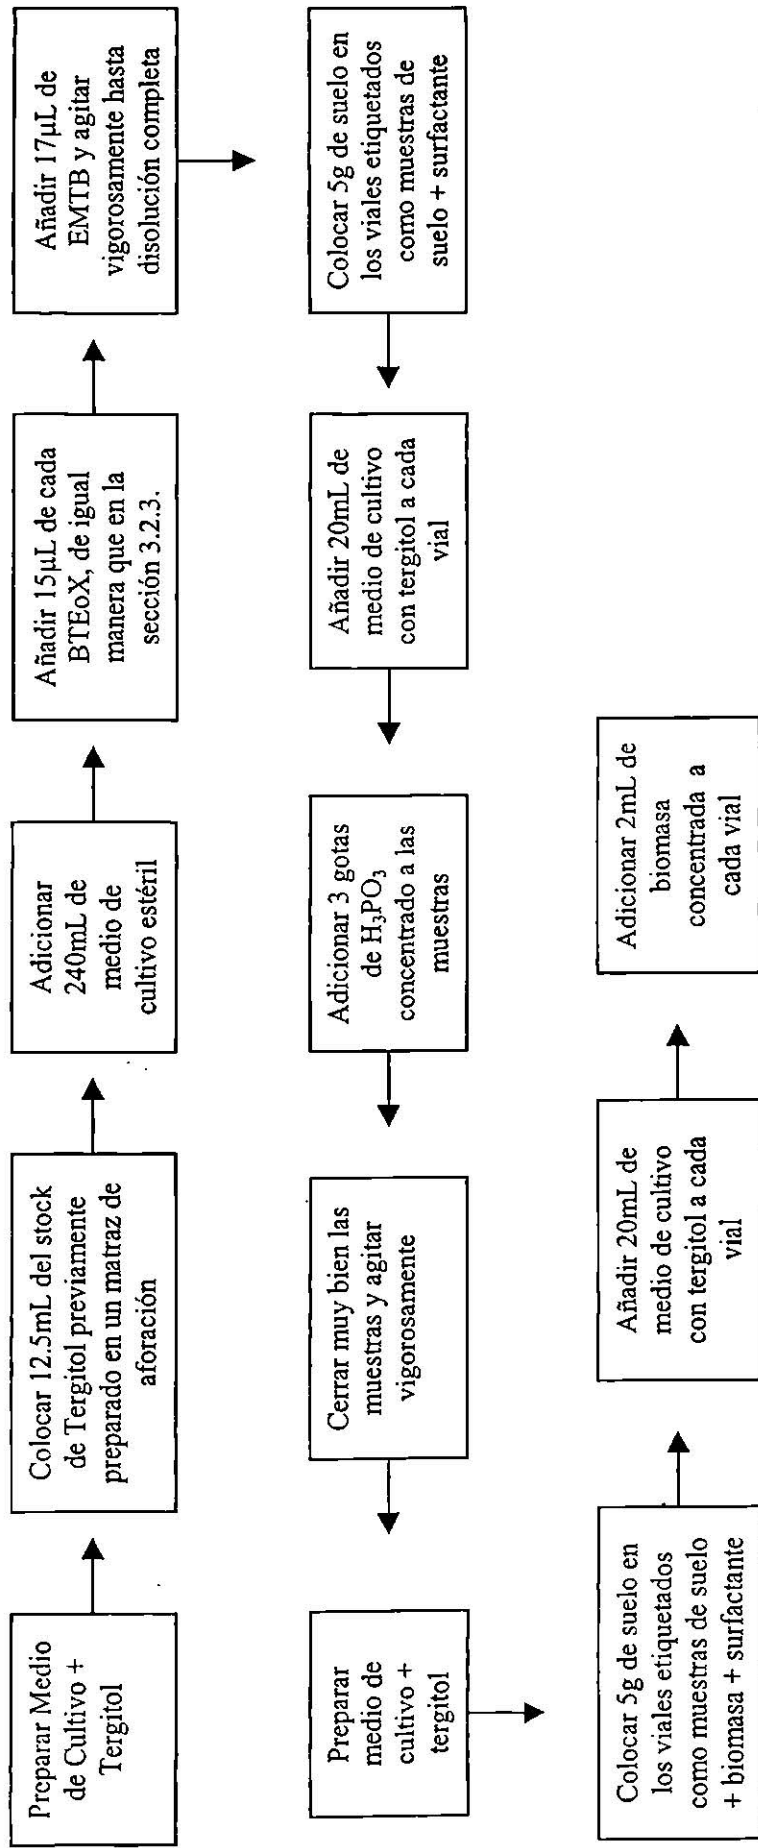 Preparar Medio
de Cultivo +
Tergitol
Colocar 12.5mL del stock
de Tergitol previamente
preparado en un matraz de
aforación
Adicionar
240mL de
medio de
cultivo estéril
Añadir 15µL de cada
BTEoX, de igual
manera que en la
sección 3.2.3.
Añadir 17µL de
EMTB y agitar
vigorosamente hasta
disolución completa
Colocar 5g de suelo en
los viales etiquetados
como muestras de
suelo + surfactante
Añadir 20mL de
medio de cultivo
con tergitol a cada
vial
Adicionar 3 gotas
de H₃PO₃
concentrado a las
muestras
Cerrar muy bien las
muestras y agitar
vigorosamente
Preparar
medio de
cultivo +
tergitol
Colocar 5g de suelo en
los viales etiquetados
como muestras de suelo
+ biomasa + surfactante
Añadir 20mL de
medio de cultivo
con tergitol a cada
vial
Adicionar 2mL de
biomasa
concentrada a
cada vial